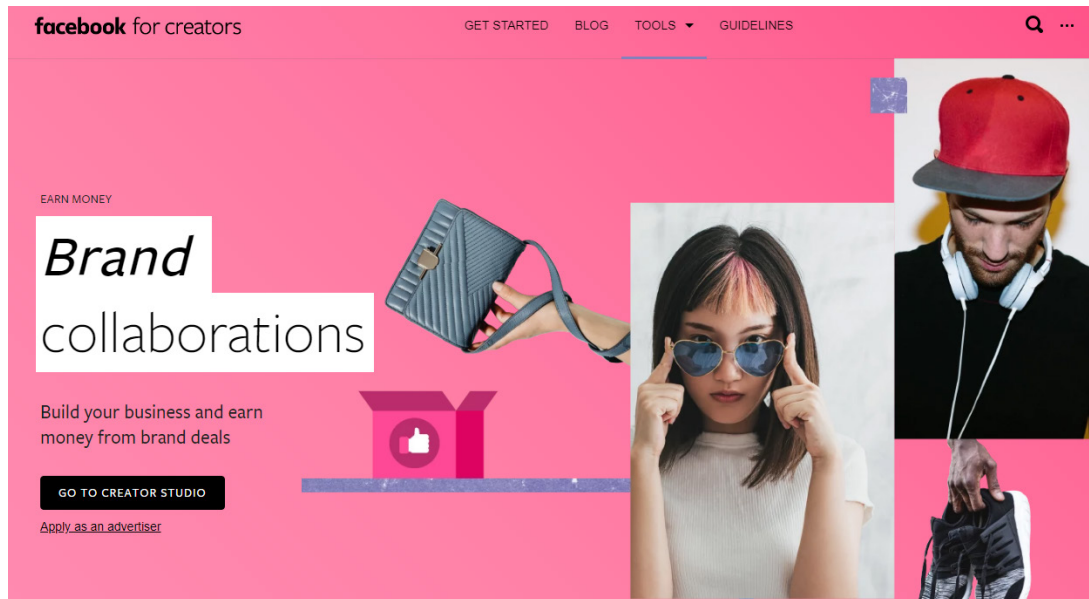 facebook for creators
GET STARTED BLOG TOOLS GUIDELINES
EARN MONEY
Brand
collaborations
Build your business and earn
money from brand deals
GO TO CREATOR STUDIO
Apply as an advertiser